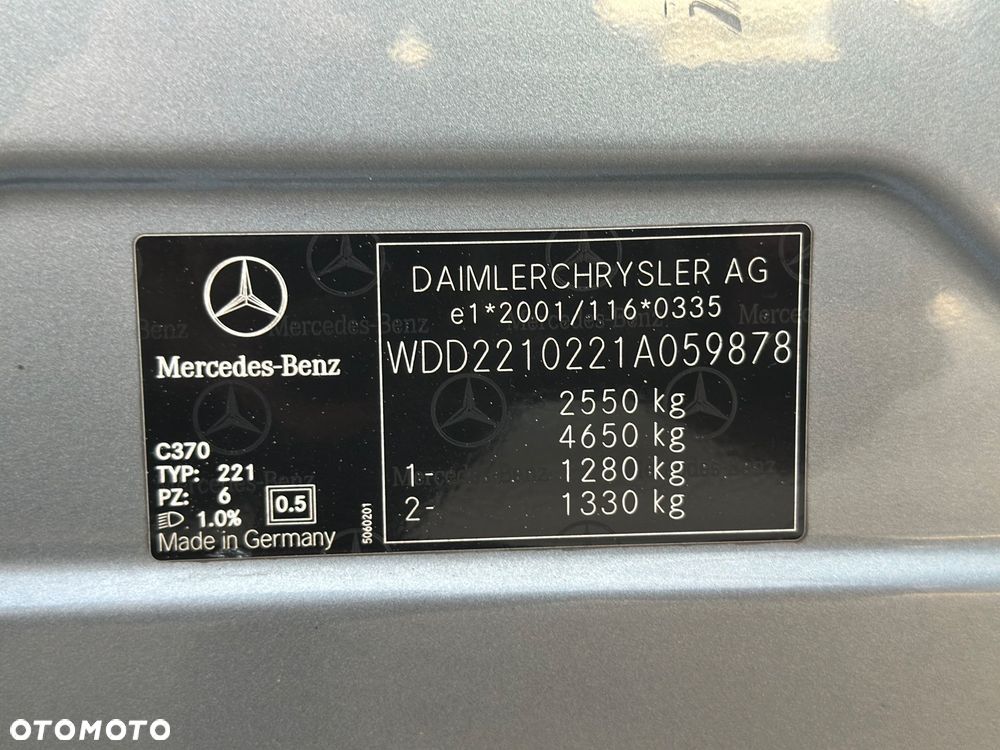 Mercedes-Benz
C370
TYP: 221
PZ: 6
1.0% 0.5
Made in Germany
5060201
DAIMLERCHRYSLER AG
e1*2001/116*0335
WDD2210221A059878
2550 kg
4650 kg
1- 1280 kg
2- 1330 kg
OTOMOTO